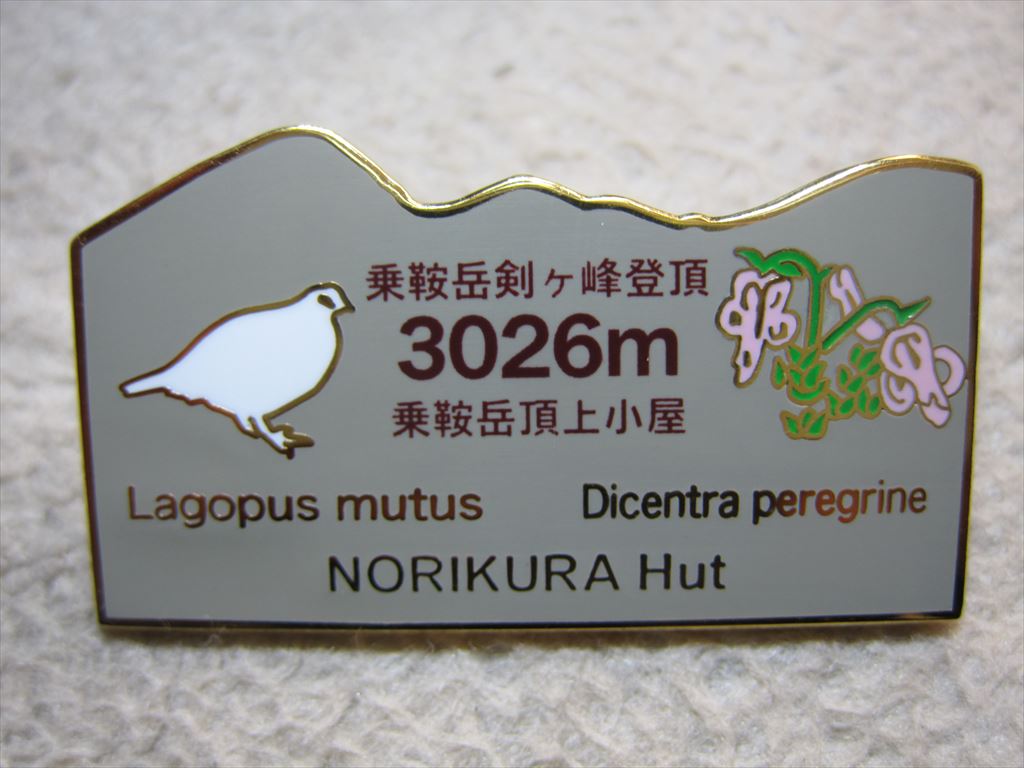 乗鞍岳剣ヶ峰登頂
3026m
乗鞍岳頂上小屋
Lagopus mutus
Dicentra peregrine
NORIKURA Hut